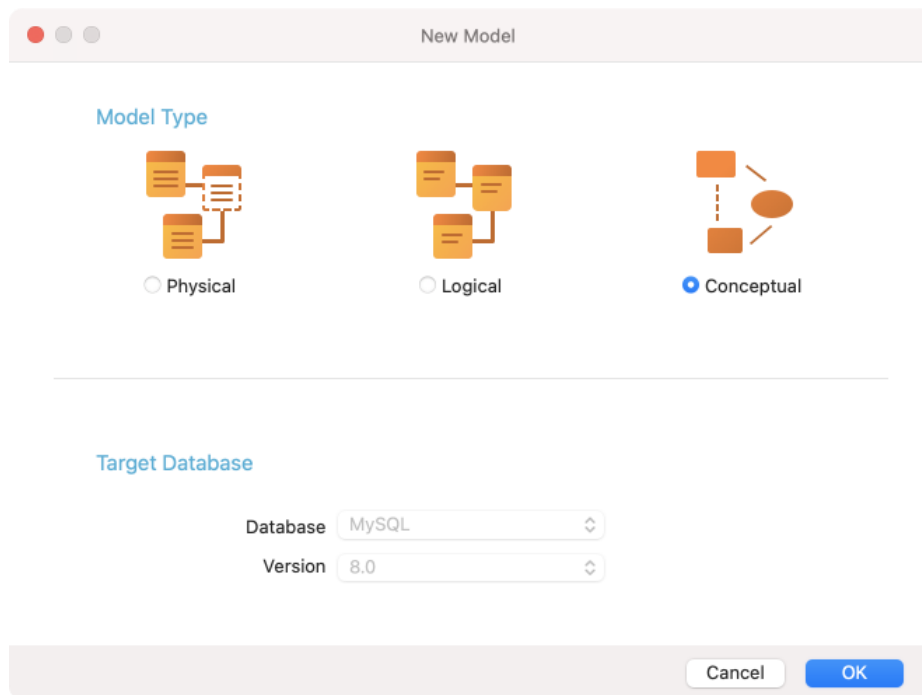 New Model
Model Type
Physical Logical Conceptual
Target Database
Database MySQL
Version 8.0
Cancel OK